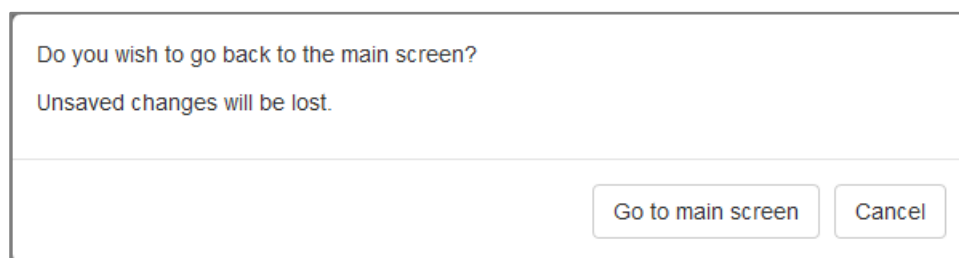 Do you wish to go back to the main screen?
Unsaved changes will be lost.
Go to main screen
Cancel